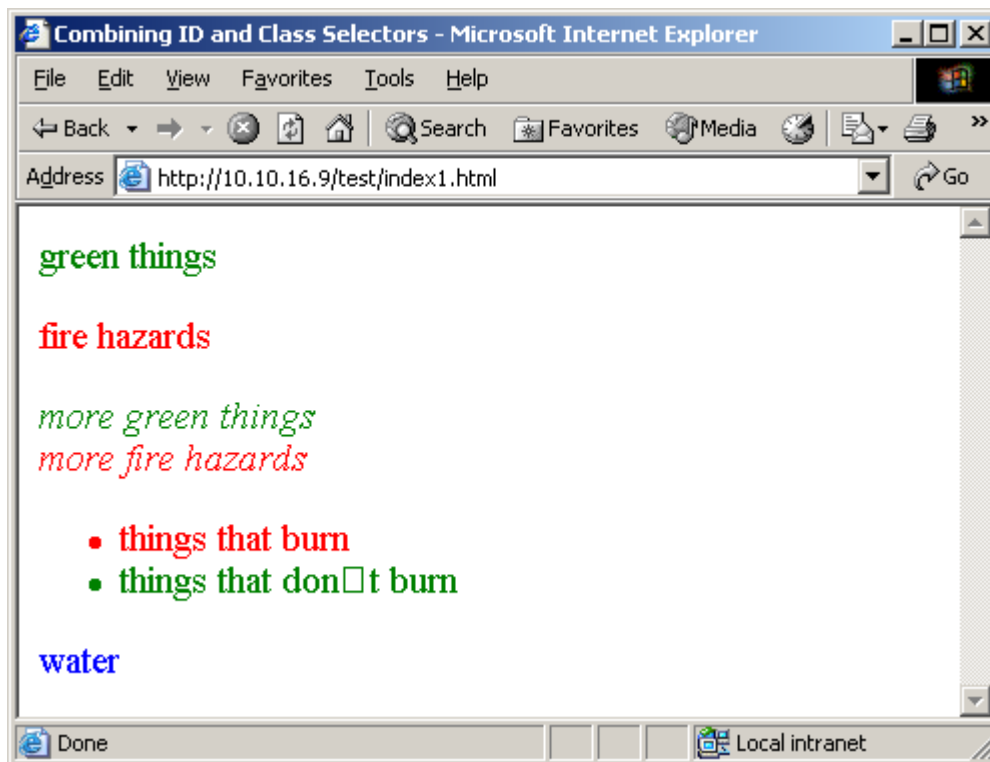 Combining ID and Class Selectors - Microsoft Internet Explorer
File Edit View Favorites Tools Help
Back Search Favorites Media »
Address http://10.10.16.9/test/index1.html Go
green things
fire hazards
more green things
more fire hazards
• things that burn
• things that don□t burn
water
Done Local intranet